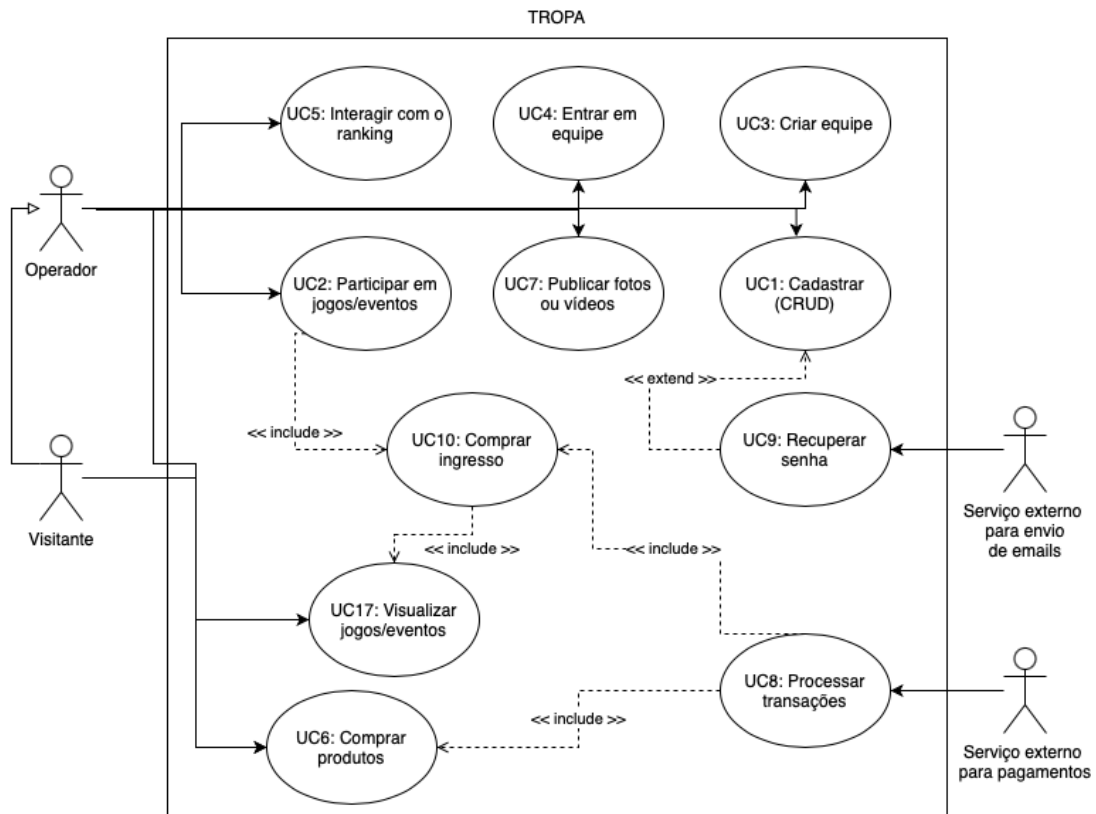 TROPA
UC5: Interagir com o
ranking
UC4: Entrar em
equipe
UC3: Criar equipe
Operador
UC2: Participar em
jogos/eventos
UC7: Publicar fotos
ou vídeos
UC1: Cadastrar
(CRUD)
<< extend >>
<< include >>
UC10: Comprar
ingresso
UC9: Recuperar
senha
Visitante
Serviço externo
para envio
de emails
<< include >>
<< include >>
UC17: Visualizar
jogos/eventos
UC8: Processar
transações
<< include >>
UC6: Comprar
produtos
Serviço externo
para pagamentos